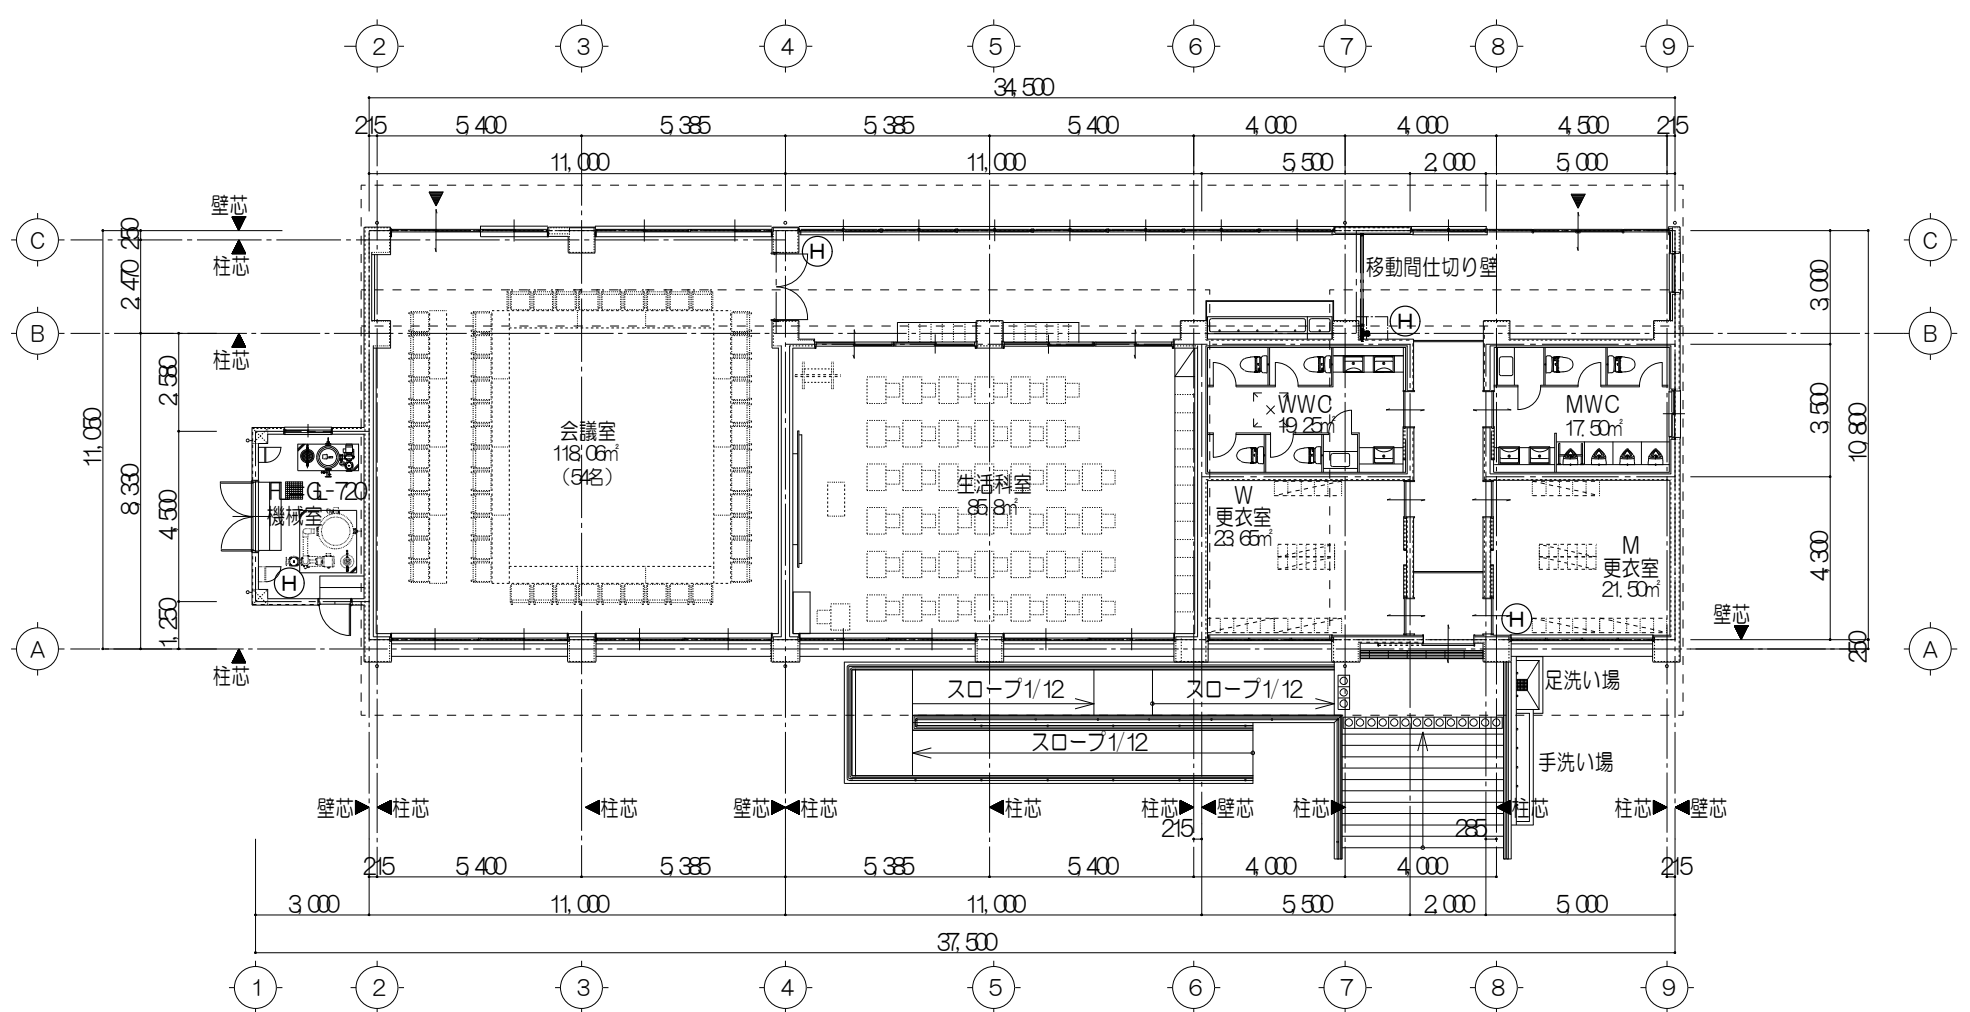 2 3 4 5 6 7 8 9
34,500
215 5,400 5,385 5,385 5,400 4,000 4,000 4,500 215
11,000 11,000 5,500 2,000 5,000
壁芯
C 250 柱芯 H C
移動間仕切り壁
2,470 3,000
B H B
柱芯
2,580
会議室
118.06㎡
(54名)
WWC
19.25㎡
MWC
17.50㎡
3,500
11,050 10,800
生活科室
85.8㎡
機械室
W
更衣室
23.65㎡
8,330 4,500
M
更衣室
21.50㎡
4,300
H
H
1,250
壁芯
A 250 A
柱芯
スロープ1/12 スロープ1/12 足洗い場
スロープ1/12
手洗い場
壁芯 柱芯 柱芯 壁芯 柱芯 柱芯 柱芯 壁芯 柱芯 柱芯 柱芯 壁芯
215 285
215 5,400 5,385 5,385 5,400 4,000 4,000 215
3,000 11,000 11,000 5,500 2,000 5,000
37,500
1 2 3 4 5 6 7 8 9